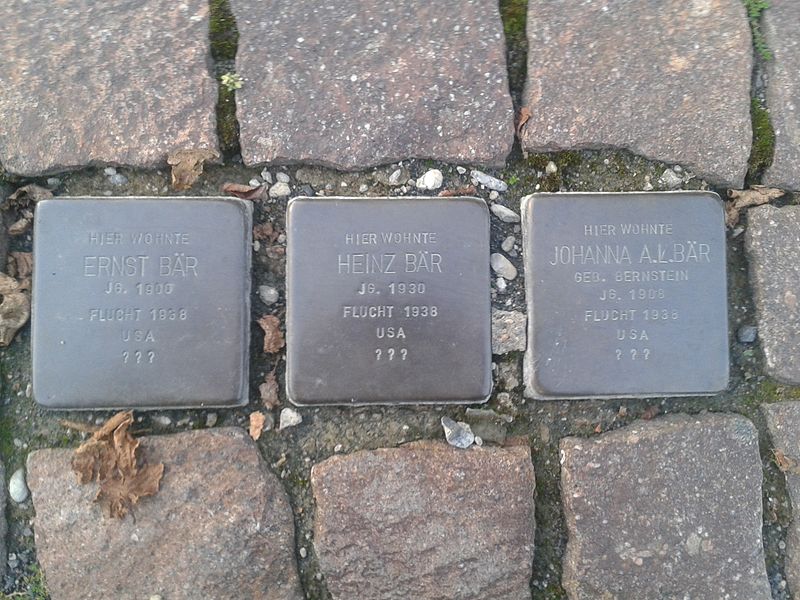 HIER WOHNTE
ERNST BÄR
JG. 1900
FLUCHT 1938
USA
???
HIER WOHNTE
HEINZ BÄR
JG. 1930
FLUCHT 1938
USA
???
HIER WOHNTE
JOHANNA A.L.BÄR
GEB. BERNSTEIN
JG. 1908
FLUCHT 1938
USA
???